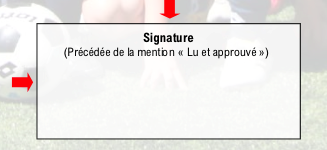 Signature
(Précédée de la mention « Lu et approuvé »)